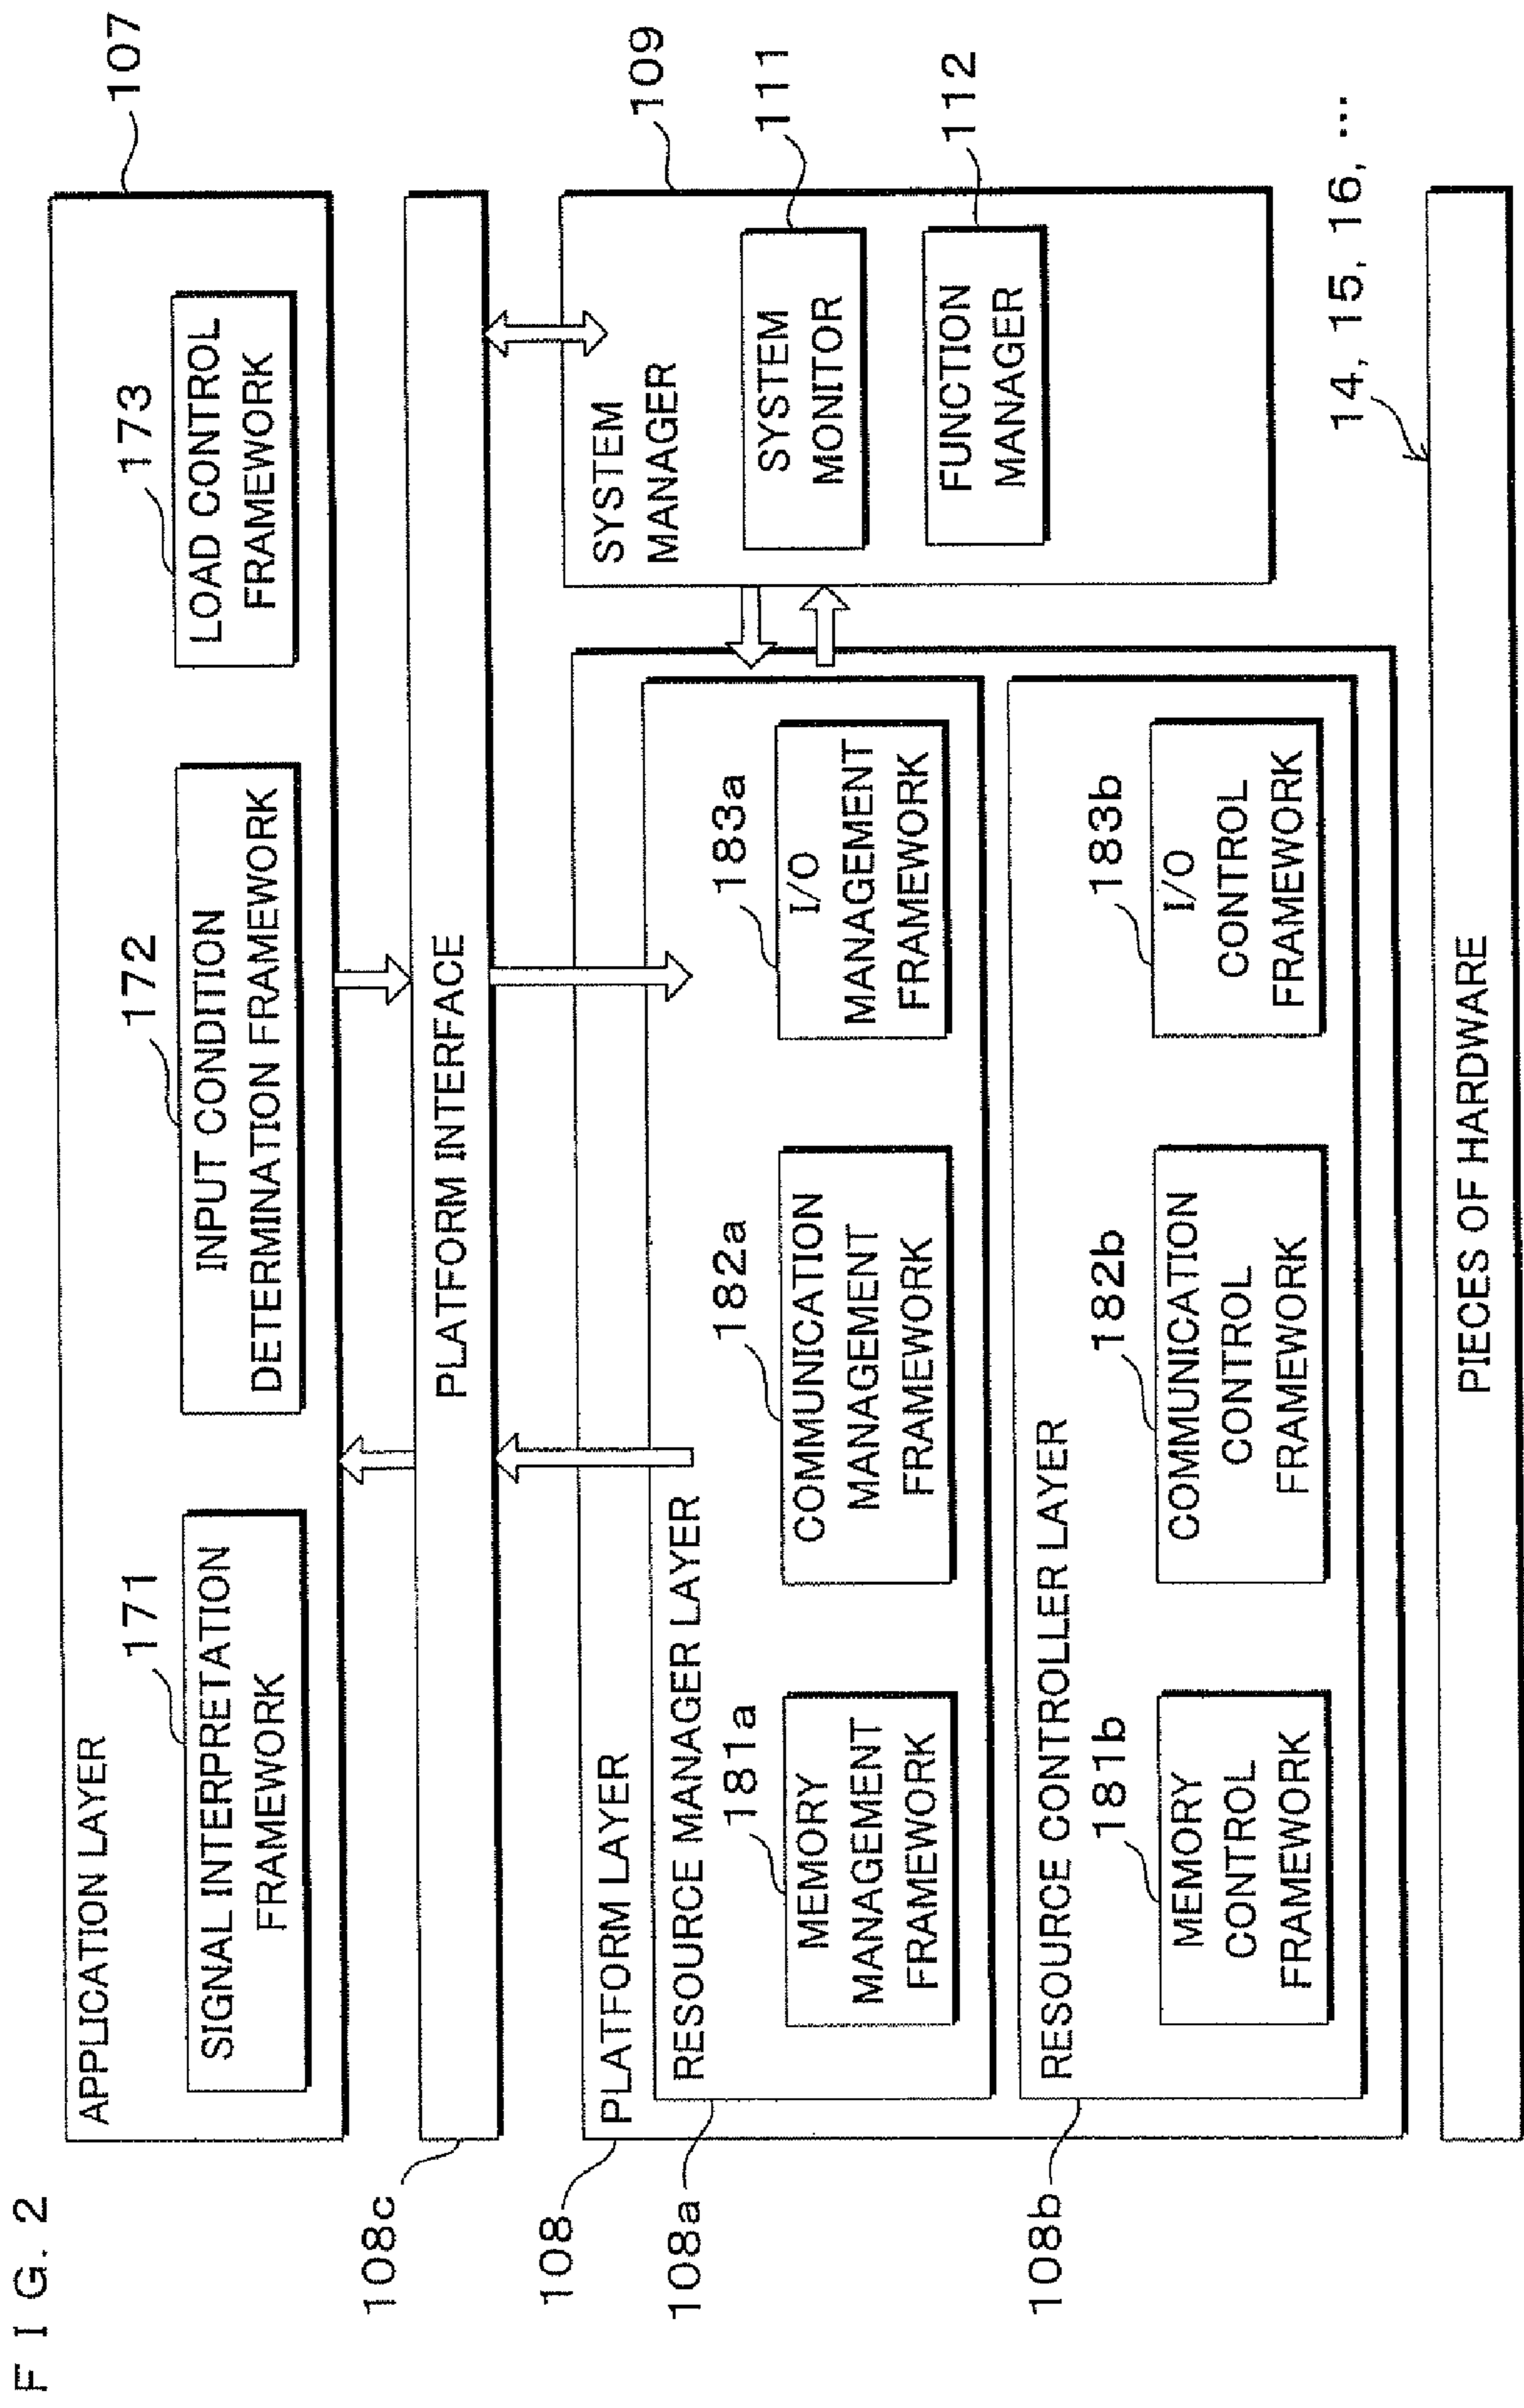 FIG. 2
APPLICATION LAYER
107
171
SIGNAL INTERPRETATION
FRAMEWORK
172
INPUT CONDITION
DETERMINATION FRAMEWORK
173
LOAD CONTROL
FRAMEWORK
108c
PLATFORM INTERFACE
108
PLATFORM LAYER
108a
RESOURCE MANAGER LAYER
181a
MEMORY
MANAGEMENT
FRAMEWORK
182a
COMMUNICATION
MANAGEMENT
FRAMEWORK
183a
I/O
MANAGEMENT
FRAMEWORK
108b
RESOURCE CONTROLLER LAYER
181b
MEMORY
CONTROL
FRAMEWORK
182b
COMMUNICATION
CONTROL
FRAMEWORK
183b
I/O
CONTROL
FRAMEWORK
109
SYSTEM
MANAGER
111
SYSTEM
MONITOR
112
FUNCTION
MANAGER
14, 15, 16, ...
PIECES OF HARDWARE